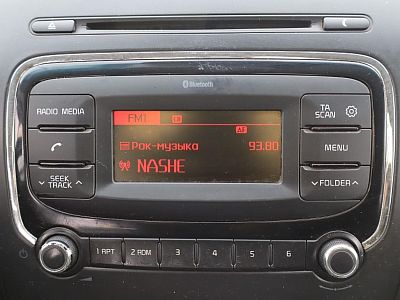 Bluetooth
FM1
AF
Рок-музыка 93.80
NASHE
RADIO MEDIA
SEEK
TRACK
TA
SCAN
MENU
FOLDER
1 RPT 2 RDM 3 4 5 6